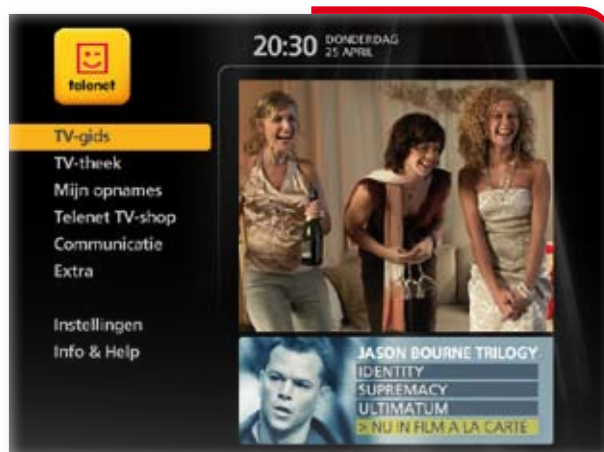 telenet
20:30 DONDERDAG
25 APRIL
TV-gids
TV-theek
Mijn opnames
Telenet TV-shop
Communicatie
Extra
Instellingen
Info & Help
JASON BOURNE TRILOGY
IDENTITY
SUPREMACY
ULTIMATUM
> NU IN FILM A LA CARTE